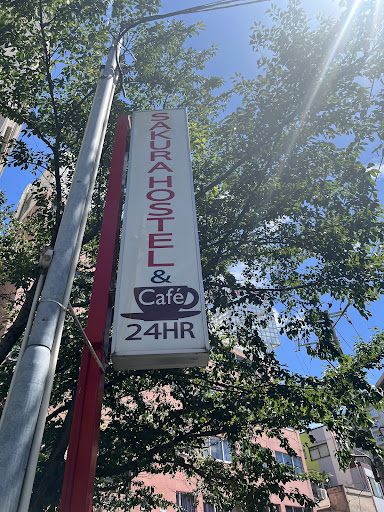 SAKURA HOSTEL
&
Café
24HR